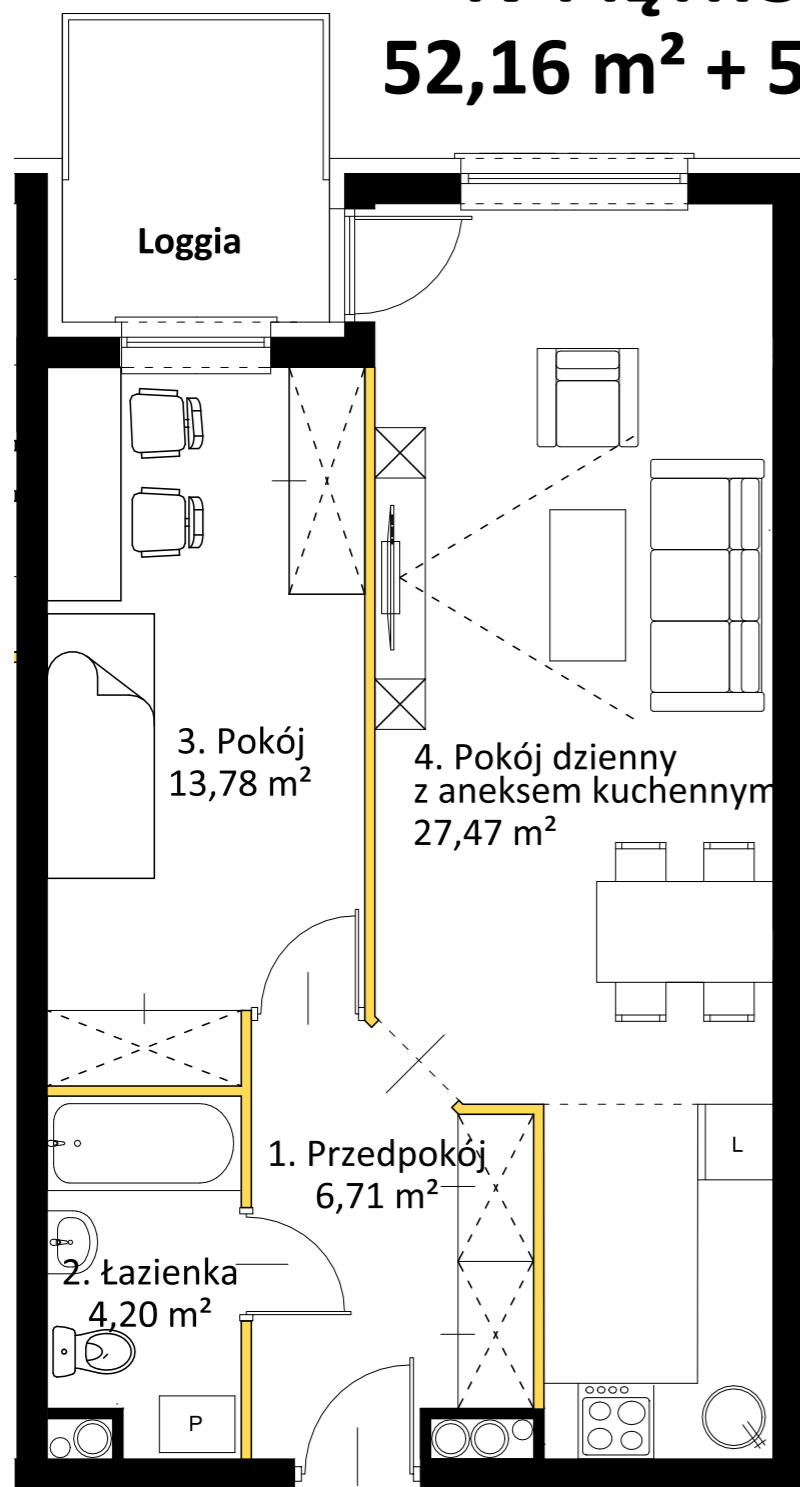 52,16 m² + 5
Loggia
3. Pokój
13,78 m²
4. Pokój dzienny
z aneksem kuchennym
27,47 m²
1. Przedpokój
6,71 m²
L
2. Łazienka
4,20 m²
P